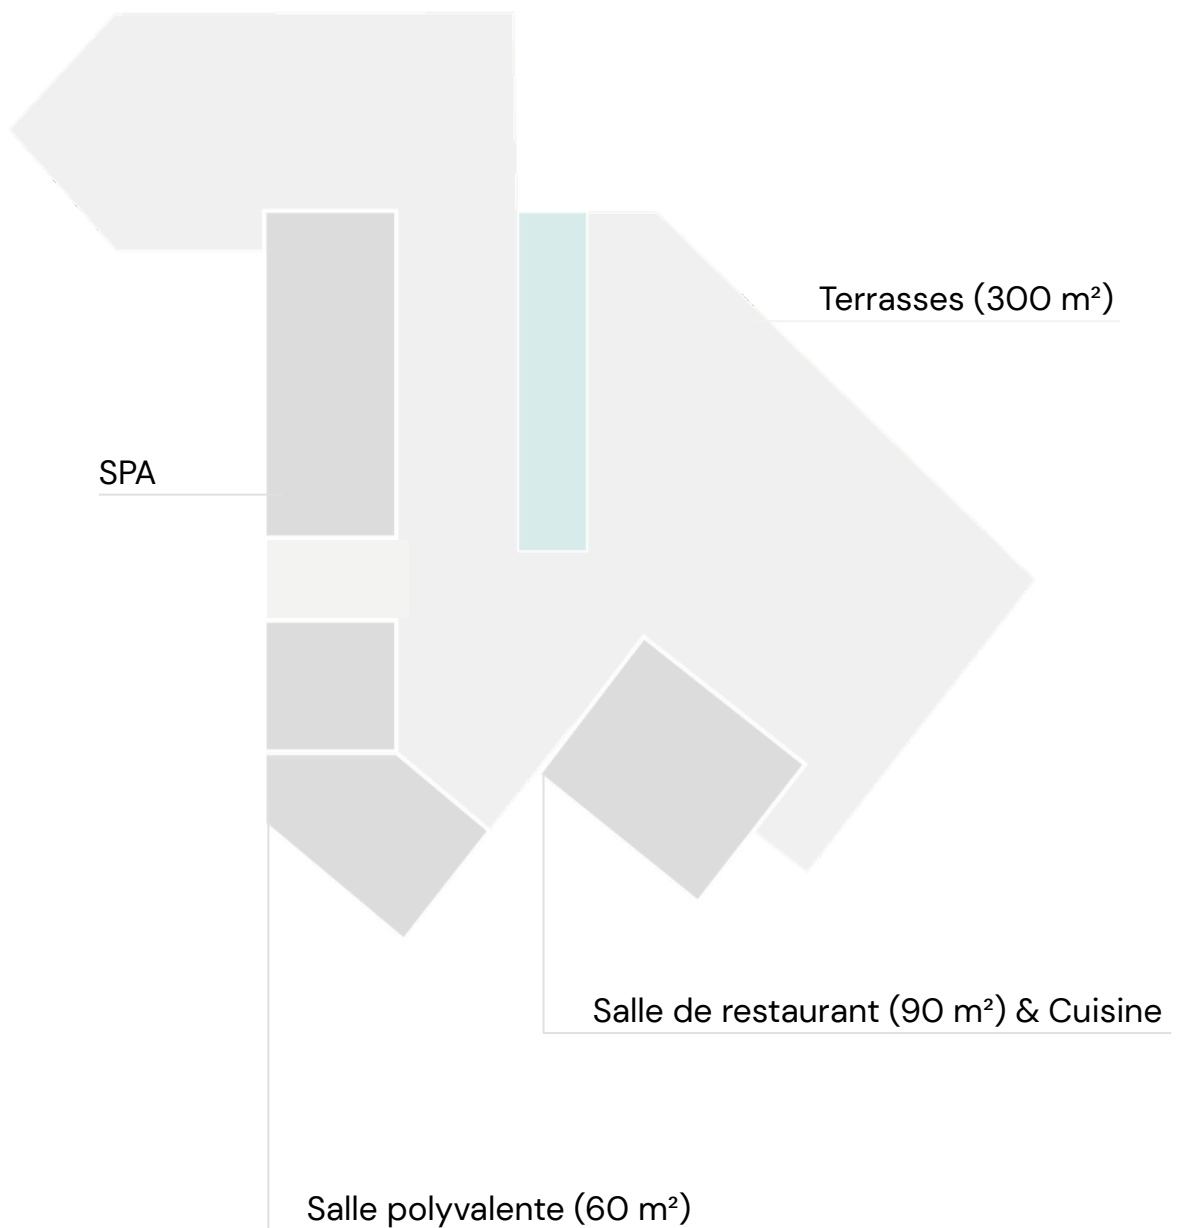 Terrasses (300 m²)
SPA
Salle de restaurant (90 m²) & Cuisine
Salle polyvalente (60 m²)